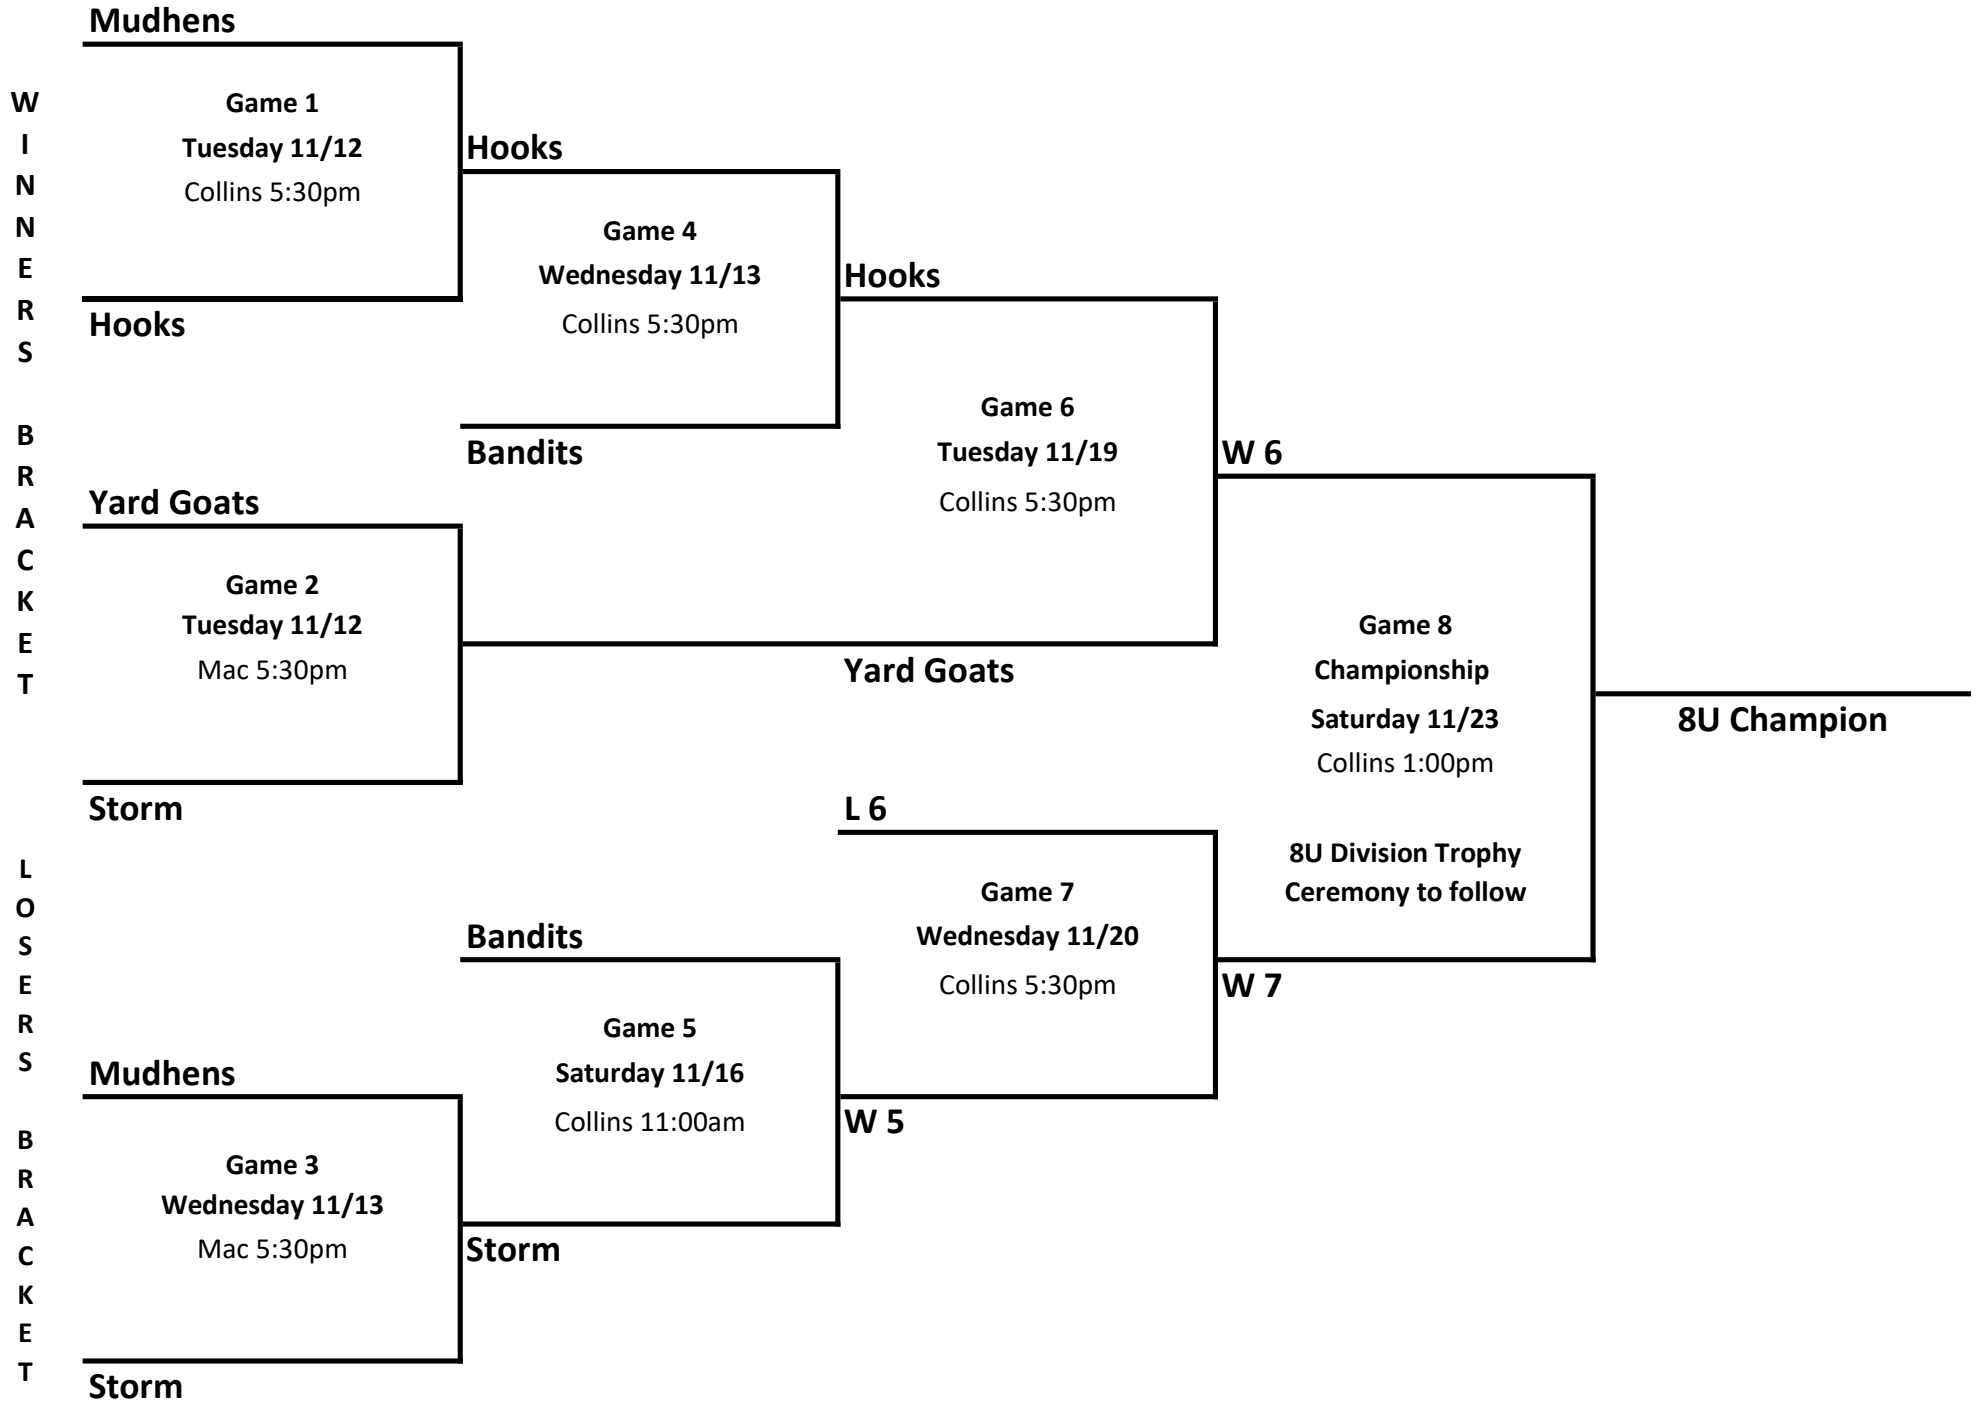 WINNERS BRACKET
Mudhens
Game 1
Tuesday 11/12
Collins 5:30pm
Hooks
Hooks
Game 4
Wednesday 11/13
Collins 5:30pm
Bandits
Hooks
Game 6
Tuesday 11/19
Collins 5:30pm
Yard Goats
Yard Goats
Game 2
Tuesday 11/12
Mac 5:30pm
Storm
W 6
Game 8
Championship
Saturday 11/23
Collins 1:00pm
8U Division Trophy
Ceremony to follow
W 7
8U Champion
LOSERS BRACKET
L 6
Game 7
Wednesday 11/20
Collins 5:30pm
W 5
Bandits
Game 5
Saturday 11/16
Collins 11:00am
Storm
Mudhens
Game 3
Wednesday 11/13
Mac 5:30pm
Storm